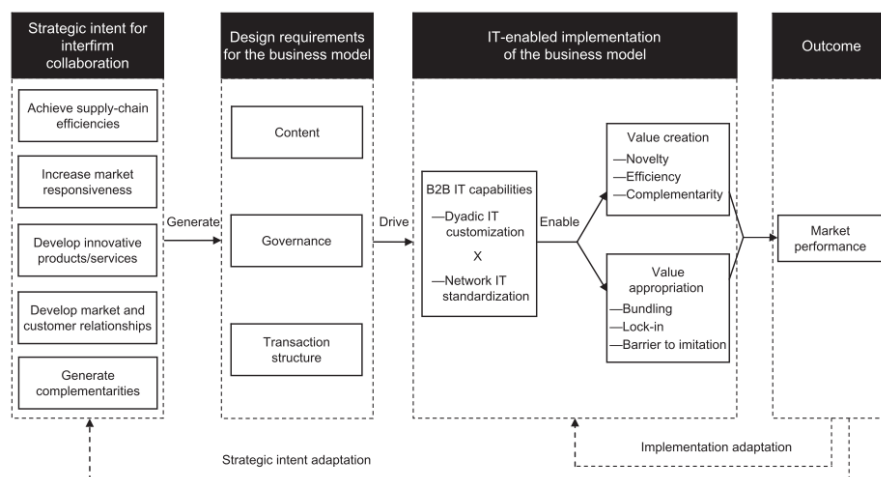 Strategic intent for
interfirm
collaboration
Achieve supply-chain
efficiencies
Increase market
responsiveness
Develop innovative
products/services
Develop market and
customer relationships
Generate
complementarities
Generate
Design requirements
for the business model
Content
Governance
Transaction
structure
Drive
IT-enabled implementation
of the business model
B2B IT capabilities
—Dyadic IT
customization
X
—Network IT
standardization
Enable
Value creation
—Novelty
—Efficiency
—Complementarity
Value
appropriation
—Bundling
—Lock-in
—Barrier to imitation
Outcome
Market
performance
Implementation adaptation
Strategic intent adaptation